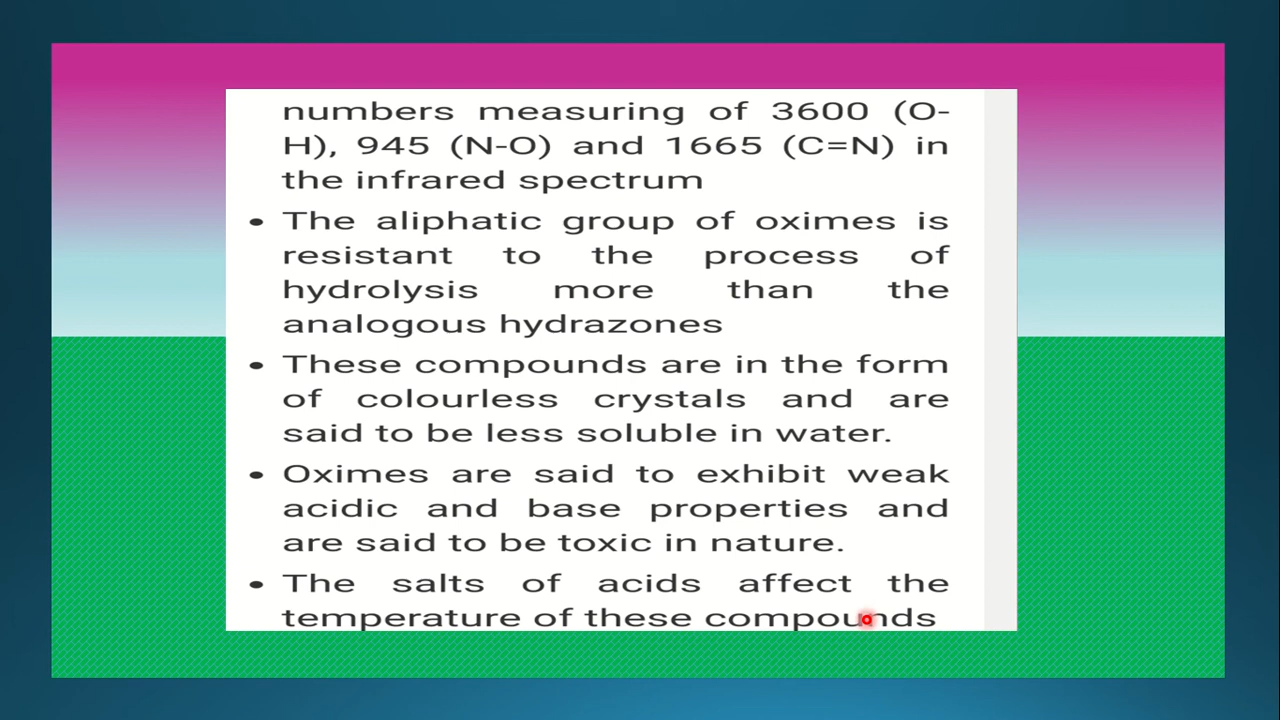 numbers measuring of 3600 (O-
H), 945 (N-O) and 1665 (C=N) in
the infrared spectrum
• The aliphatic group of oximes is
resistant to the process of
hydrolysis more than the
analogous hydrazones
• These compounds are in the form
of colourless crystals and are
said to be less soluble in water.
• Oximes are said to exhibit weak
acidic and base properties and
are said to be toxic in nature.
• The salts of acids affect the
temperature of these compounds